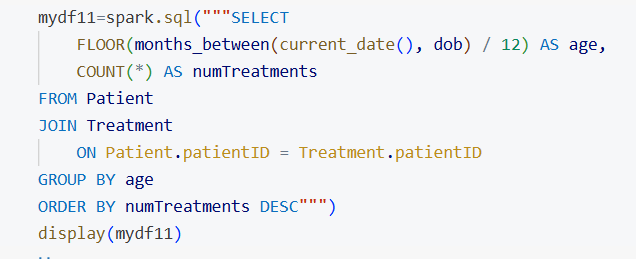 mydf11=spark.sql("""SELECT
FLOOR(months_between(current_date(), dob) / 12) AS age,
COUNT(*) AS numTreatments
FROM Patient
JOIN Treatment
ON Patient.patientID = Treatment.patientID
GROUP BY age
ORDER BY numTreatments DESC""")
display(mydf11)